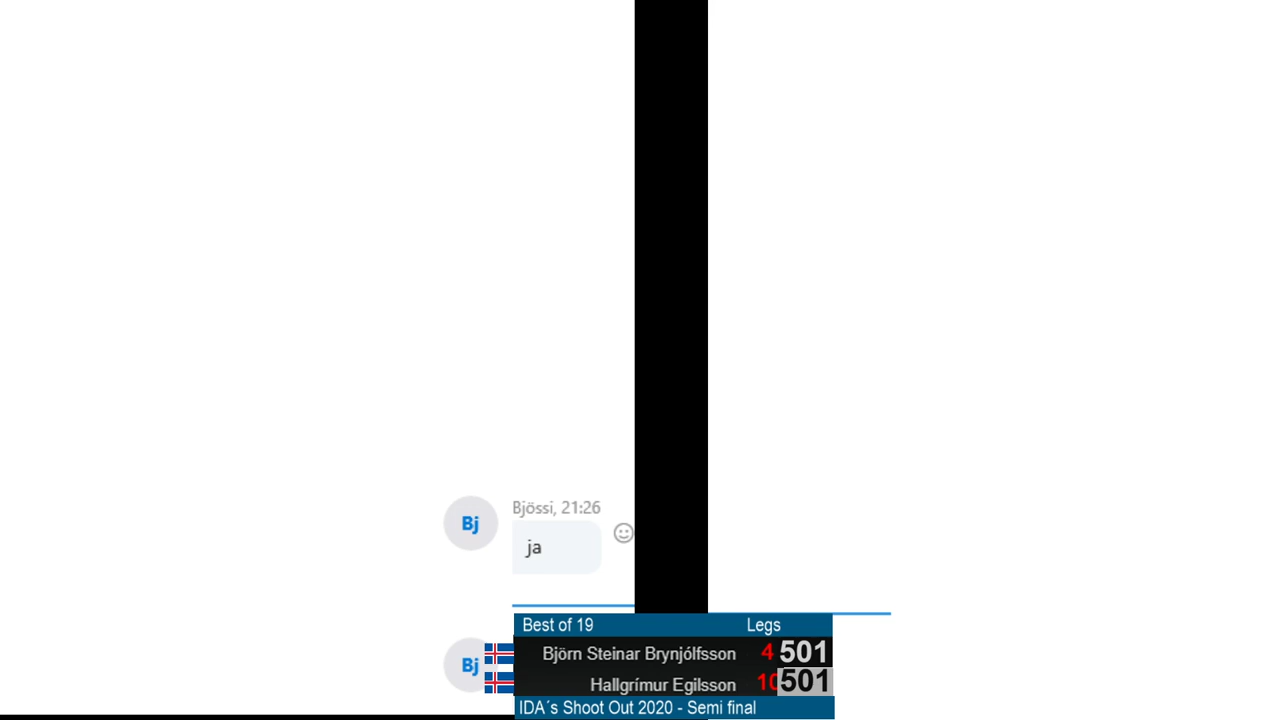 Bjössi, 21:26
Bj
ja
Best of 19 Legs
Bj
Björn Steinar Brynjólfsson 4 501
Hallgrímur Egilsson 10 501
IDA´s Shoot Out 2020 - Semi final